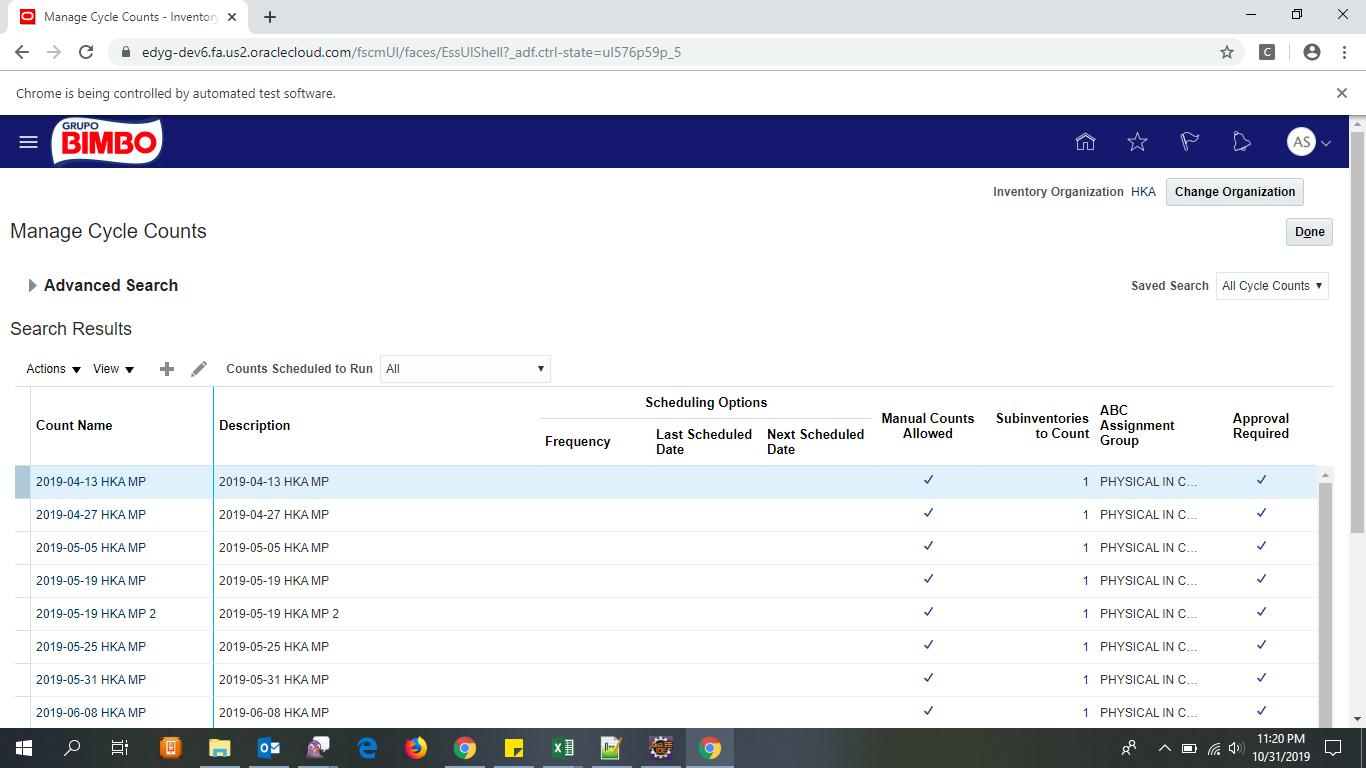 Manage Cycle Counts - Inventory
edyg-dev6.fa.us2.oraclecloud.com/fscmUI/faces/EssUIShell?_adf.ctrl-state=ul576p59p_5
C
Chrome is being controlled by automated test software.
GRUPO
BIMBO
AS
Inventory Organization HKA Change Organization
Manage Cycle Counts
Done
Advanced Search
Saved Search All Cycle Counts
Search Results
Actions View Counts Scheduled to Run All
Count Name Description Scheduling Options Frequency Last Scheduled Date Next Scheduled Date Manual Counts Allowed Subinventories to Count ABC Assignment Group Approval Required
2019-04-13 HKA MP 2019-04-13 HKA MP ✓ 1 PHYSICAL IN C... ✓
2019-04-27 HKA MP 2019-04-27 HKA MP ✓ 1 PHYSICAL IN C... ✓
2019-05-05 HKA MP 2019-05-05 HKA MP ✓ 1 PHYSICAL IN C... ✓
2019-05-19 HKA MP 2019-05-19 HKA MP ✓ 1 PHYSICAL IN C... ✓
2019-05-19 HKA MP 2 2019-05-19 HKA MP 2 ✓ 1 PHYSICAL IN C... ✓
2019-05-25 HKA MP 2019-05-25 HKA MP ✓ 1 PHYSICAL IN C... ✓
2019-05-31 HKA MP 2019-05-31 HKA MP ✓ 1 PHYSICAL IN C... ✓
2019-06-08 HKA MP 2019-06-08 HKA MP ✓ 1 PHYSICAL IN C... ✓
11:20 PM
10/31/2019